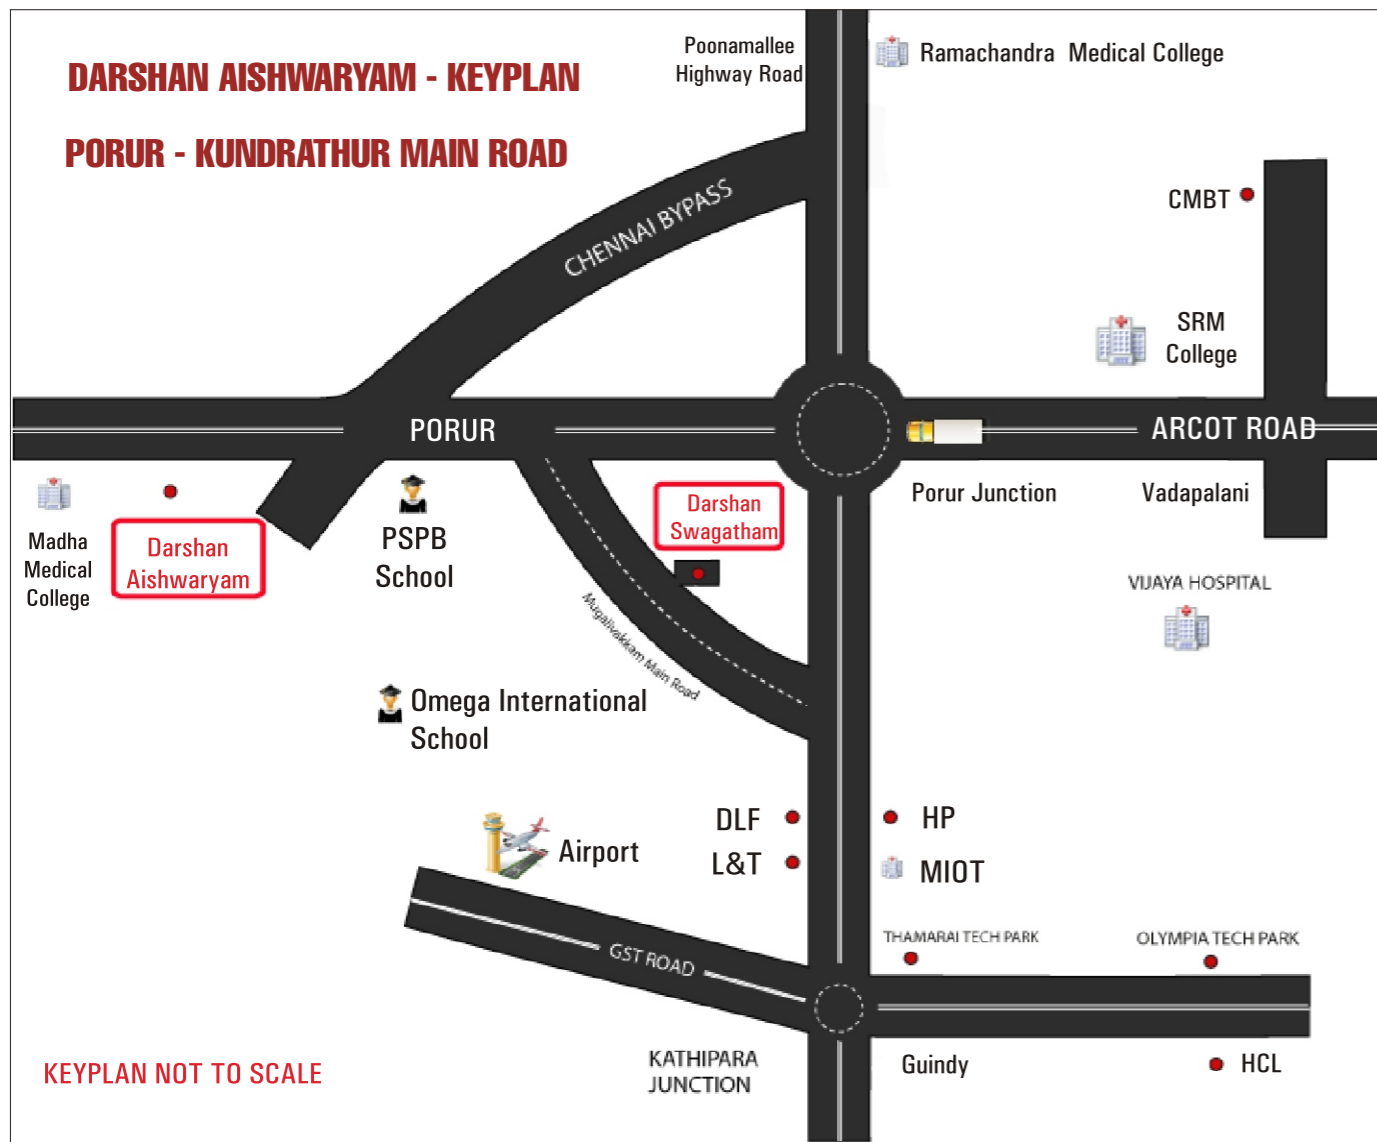 DARSHAN AISHWARYAM - KEYPLAN
PORUR - KUNDRATHUR MAIN ROAD
Poonamallee
Highway Road
Ramachandra Medical College
CHENNAI BYPASS
CMBT
SRM
College
PORUR
ARCOT ROAD
Porur Junction
Vadapalani
Madha
Medical
College
Darshan
Aishwaryam
PSPB
School
Darshan
Swagatham
VIJAYA HOSPITAL
Mugalivakkam Main Road
Omega International
School
DLF
HP
L&T
MIOT
Airport
GST ROAD
THAMARAI TECH PARK
OLYMPIA TECH PARK
KATHIPARA
JUNCTION
Guindy
HCL
KEYPLAN NOT TO SCALE